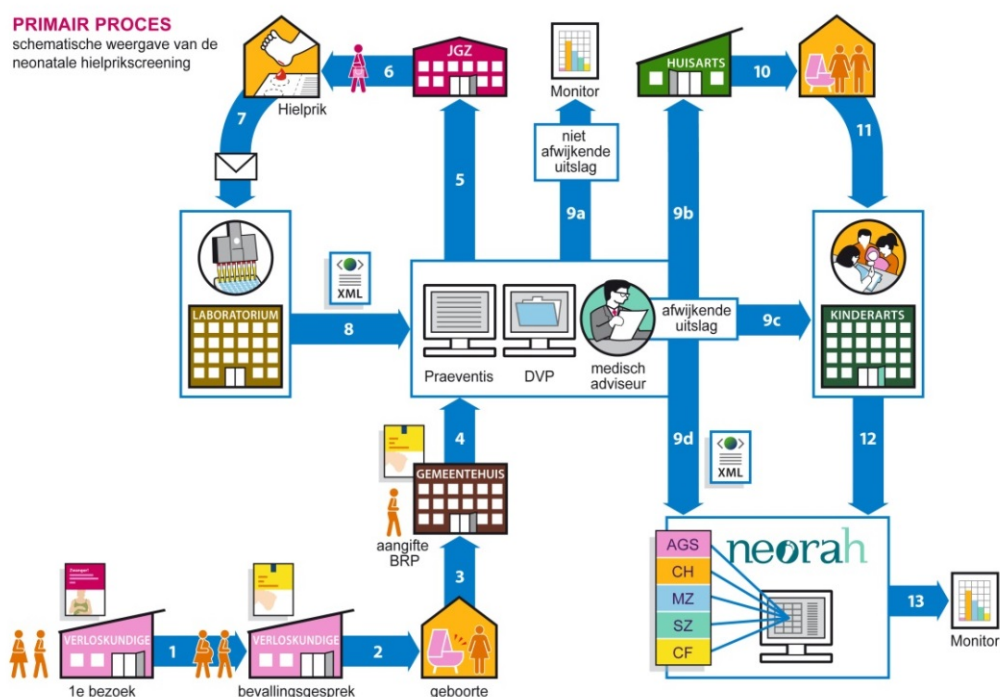 PRIMAIR PROCES
schematische weergave van de
neonatale hielprikscreening
Hielprik
6
JGZ
Monitor
HUISARTS
10
7
5
niet
afwijkende
uitslag
9a
9b
11
LABORATORIUM
XML
8
Praeventis
DVP
medisch
adviseur
afwijkende
uitslag
9c
KINDERARTS
4
GEMEENTEHUIS
aangifte
BRP
9d
XML
12
3
AGS
CH
MZ
SZ
CF
neorah
13
Monitor
Zwanger!
VERLOSKUNDIGE
1
VERLOSKUNDIGE
2
1e bezoek
bevallingsgesprek
geboorte